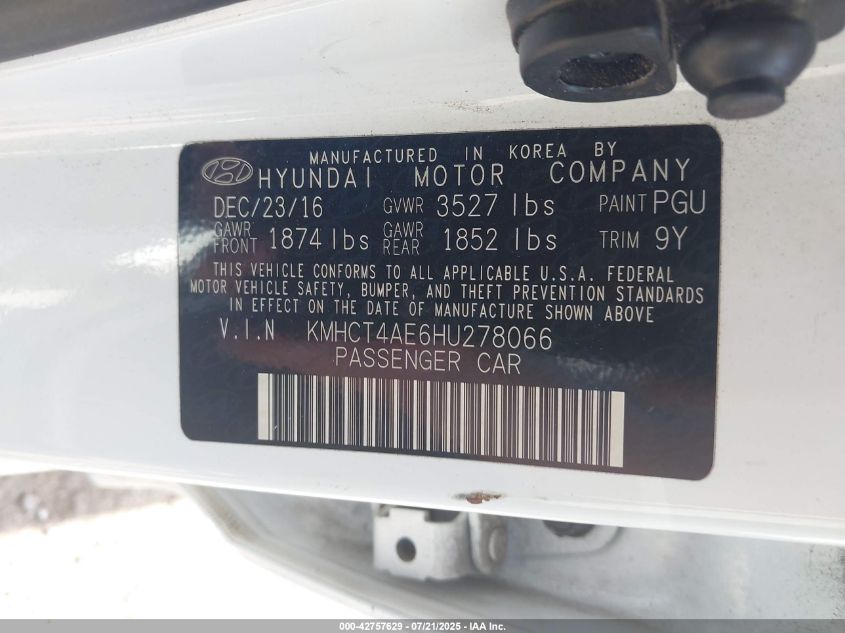 MANUFACTURED IN KOREA BY
HYUNDAI MOTOR COMPANY
DEC/23/16 GVWR 3527 lbs PAINT PGU
GAWR FRONT 1874 lbs GAWR REAR 1852 lbs TRIM 9Y
THIS VEHICLE CONFORMS TO ALL APPLICABLE U.S.A. FEDERAL
MOTOR VEHICLE SAFETY, BUMPER, AND THEFT PREVENTION STANDARDS
IN EFFECT ON THE DATE OF MANUFACTURE SHOWN ABOVE
V.I.N KMHCT4AE6HU278066
PASSENGER CAR
000-42757629 - 07/21/2025 - IAA Inc.